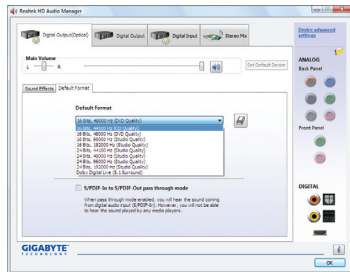 Realtek HD Audio Manager
Digital Output(Optical)
Digital Output
Digital Input
Stereo Mix
Device advanced settings
Main Volume
L
R
Set Default Device
ANALOG
Back Panel
Sound Effects
Default Format
Default Format
16 Bits, 48000 Hz (DVD Quality)
16 Bits, 44100 Hz (CD Quality)
16 Bits, 48000 Hz (DVD Quality)
16 Bits, 96000 Hz (Studio Quality)
16 Bits, 192000 Hz (Studio Quality)
24 Bits, 44100 Hz (Studio Quality)
24 Bits, 48000 Hz (Studio Quality)
24 Bits, 96000 Hz (Studio Quality)
24 Bits, 192000 Hz (Studio Quality)
Dolby Digital Live (5.1 Surround)
Front Panel
S/PDIF-In to S/PDIF-Out pass through mode
When pass through mode enabled, you will hear the sound coming
from digital audio input (S/PDIF-In). However, you will not be able
to hear the sound played by any media players.
DIGITAL
GIGABYTE
TECHNOLOGY
i
OK